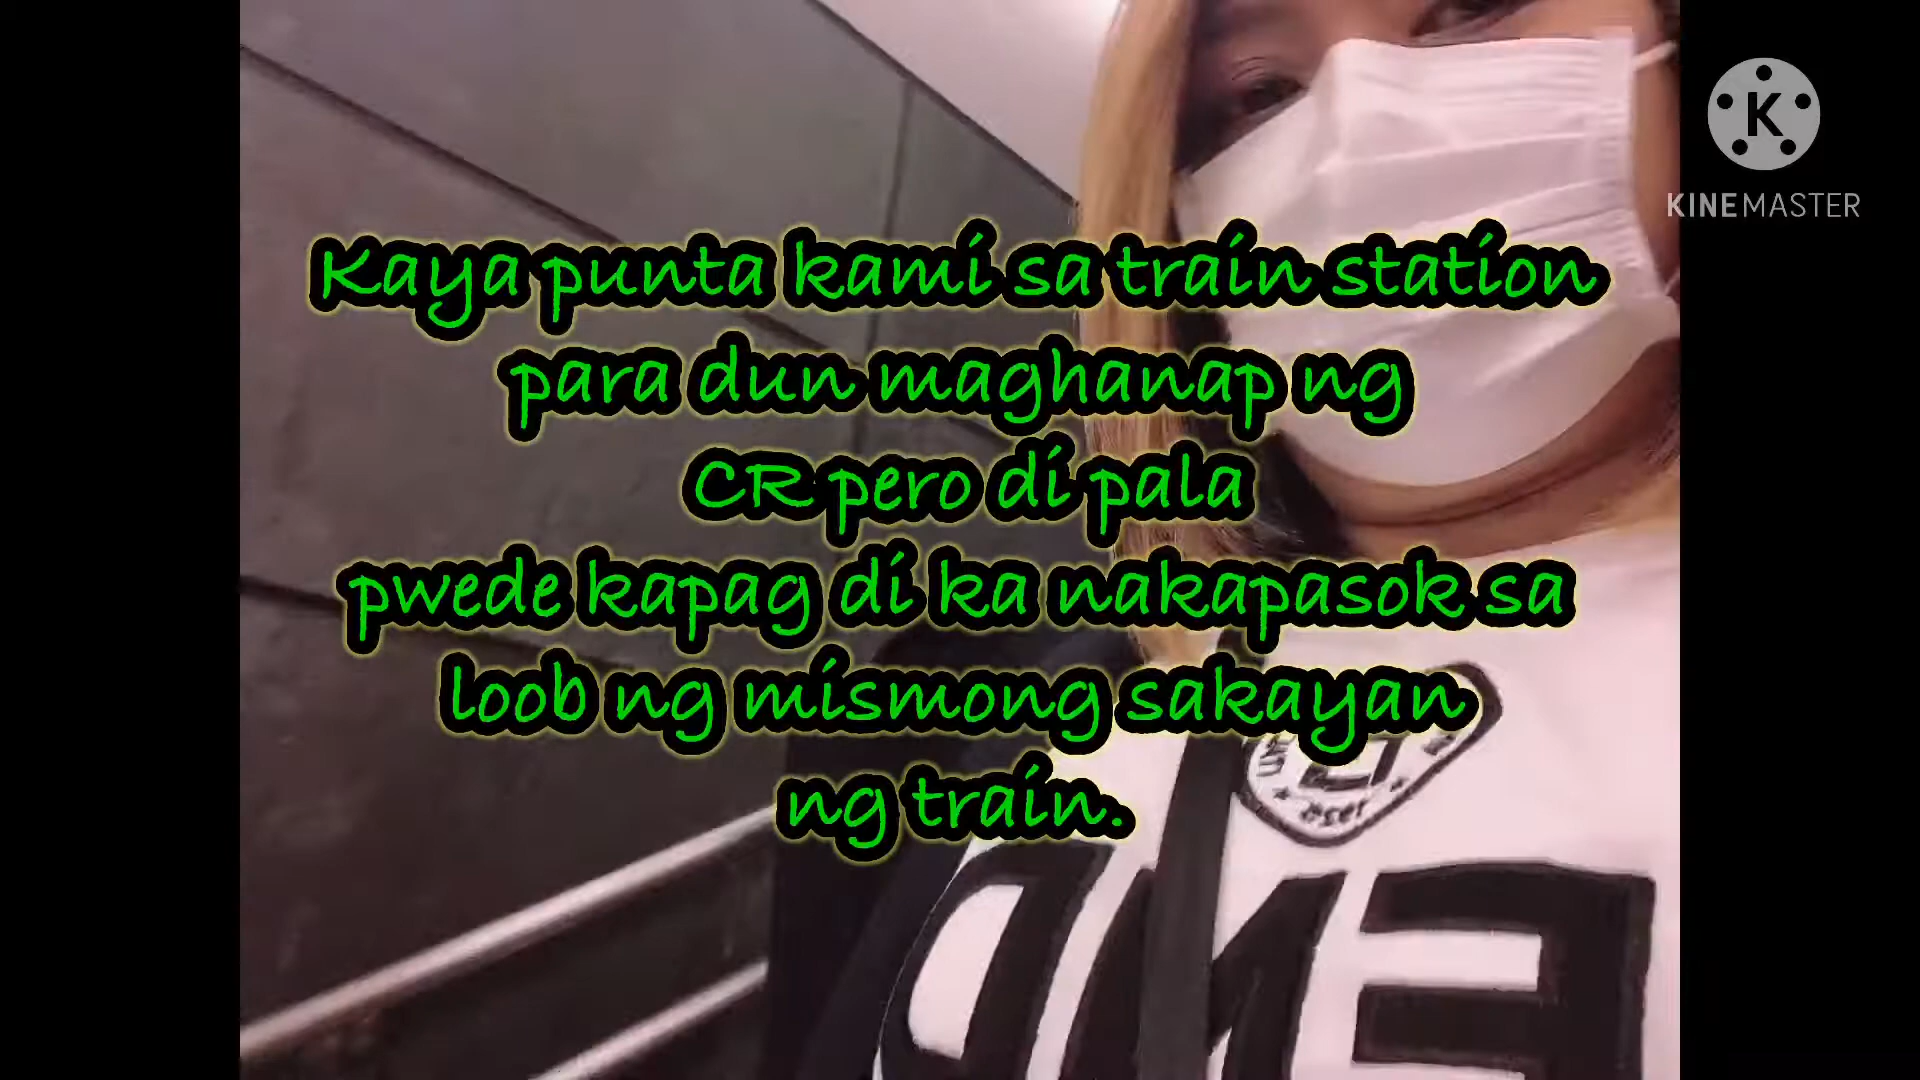 Kaya punta kami sa train station
para dun maghanap ng
CR pero di pala
pwede kapag di ka nakapasok sa
loob ng mismong sakayan
ng train.
K
KINEMASTER